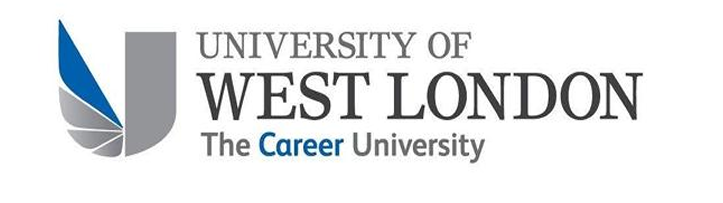 UNIVERSITY OF
WEST LONDON
The Career University